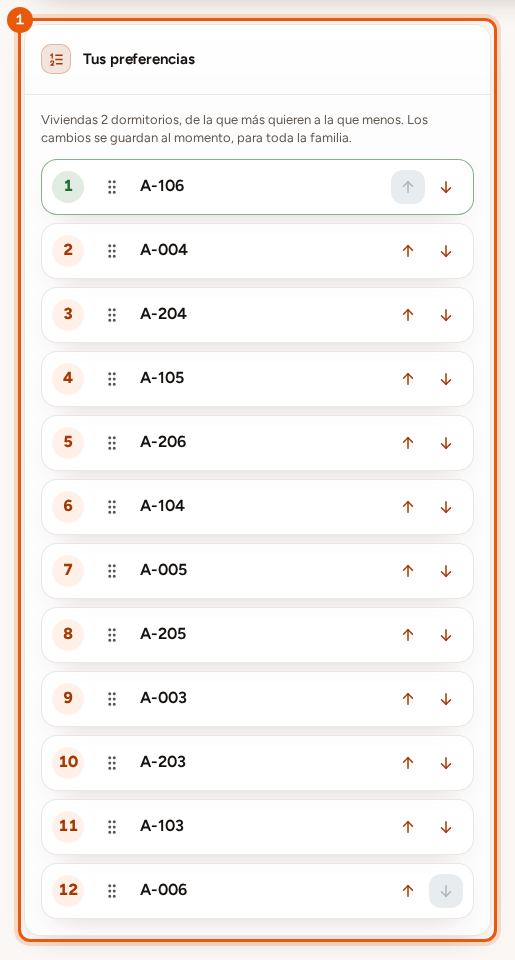 1
Tus preferencias
Viviendas 2 dormitorios, de la que más quieren a la que menos. Los
cambios se guardan al momento, para toda la familia.
1 A-106
2 A-004
3 A-204
4 A-105
5 A-206
6 A-104
7 A-005
8 A-205
9 A-003
10 A-203
11 A-103
12 A-006